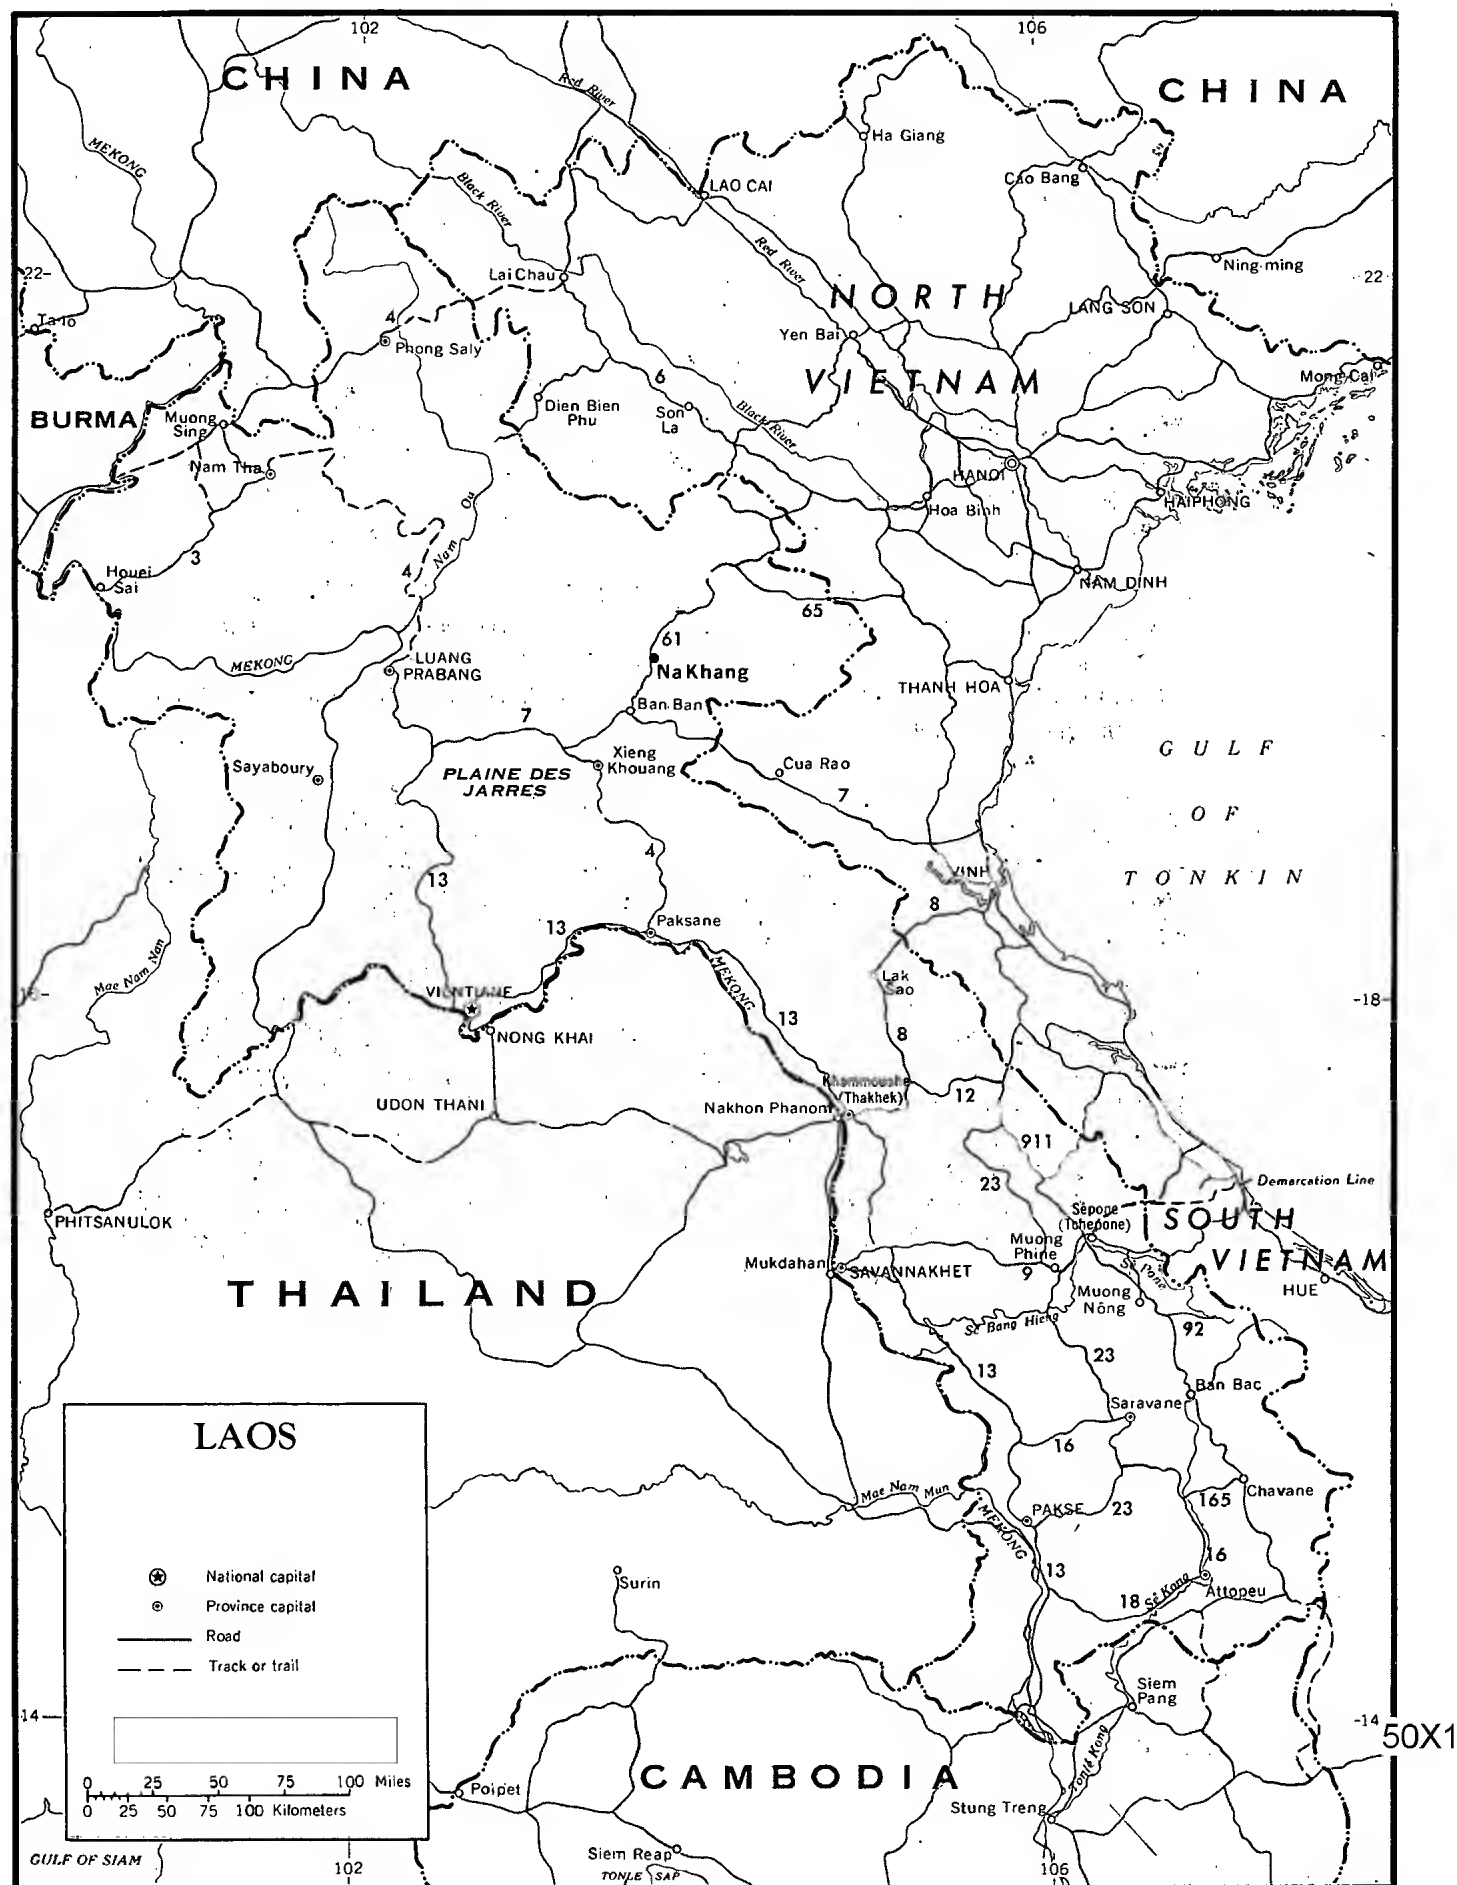 102
106
CHINA
CHINA
Red River
MEKONG
Ha Giang
Cao Bang
LAO CAI
Black River
Red River
22
Lai Chau
Ning-ming
22
NORTH
LANG SON
4
Phong Saly
Yen Bai
VIETNAM
Mong Cai
6
BURMA
Muong
Sing
Dien Bien
Phu
Son
La
Black River
Nam Tha
HANOI
Hoa Binh
HAIPHONG
Nam Ou
3
4
Houei
Sai
NAM DINH
65
61
MEKONG
LUANG
PRABANG
Na Khang
THANH HOA
Ban Ban
7
GULF
OF
TONKIN
Sayaboury
PLAINE DES
JARRES
Xieng
Khouang
Cua Rao
7
4
13
VINH
8
13
Paksane
MEKONG
Mae Nam Nan
Lak
Sao
VIENTIANE
18
NONG KHAI
13
8
Khammouane
(Thakhek)
12
UDON THANI
Nakhon Phanom
911
23
Demarcation Line
PHITSANULOK
Sépone
(Tchepone)
SOUTH
VIETNAM
Muong
Phine
Mukdahan
SAVANNAKHET
9
Se Pone
HUE
THAILAND
Muong
Nông
Se Bang Hieng
92
13
23
Ban Bac
Saravane
16
Mae Nam Mun
Chavane
165
MEKONG
PAKSE
23
16
Surin
13
18
Se Kong
Attopeu
Siem
Pang
14
14
50X1
Tonle Kong
CAMBODIA
Poipet
Stung Treng
Siem Reap
TONLE SAP
102
106
GULF OF SIAM
LAOS
National capital
Province capital
Road
Track or trail
0 25 50 75 100 Miles
0 25 50 75 100 Kilometers